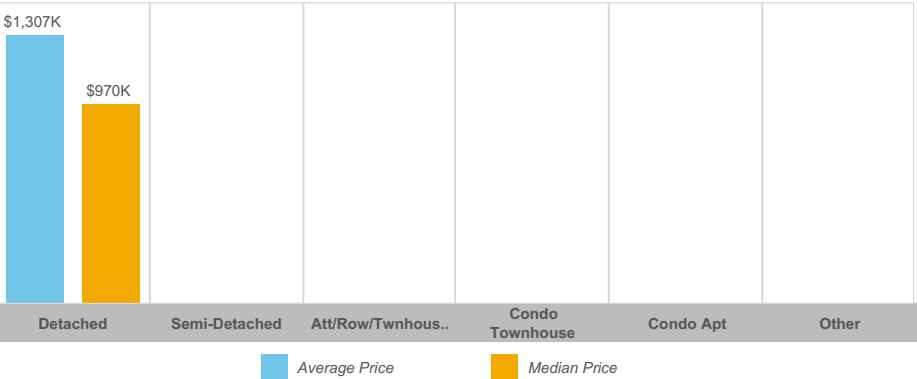 $1,307K
$970K
Detached
Semi-Detached
Att/Row/Twnhous..
Condo
Townhouse
Condo Apt
Other
Average Price
Median Price